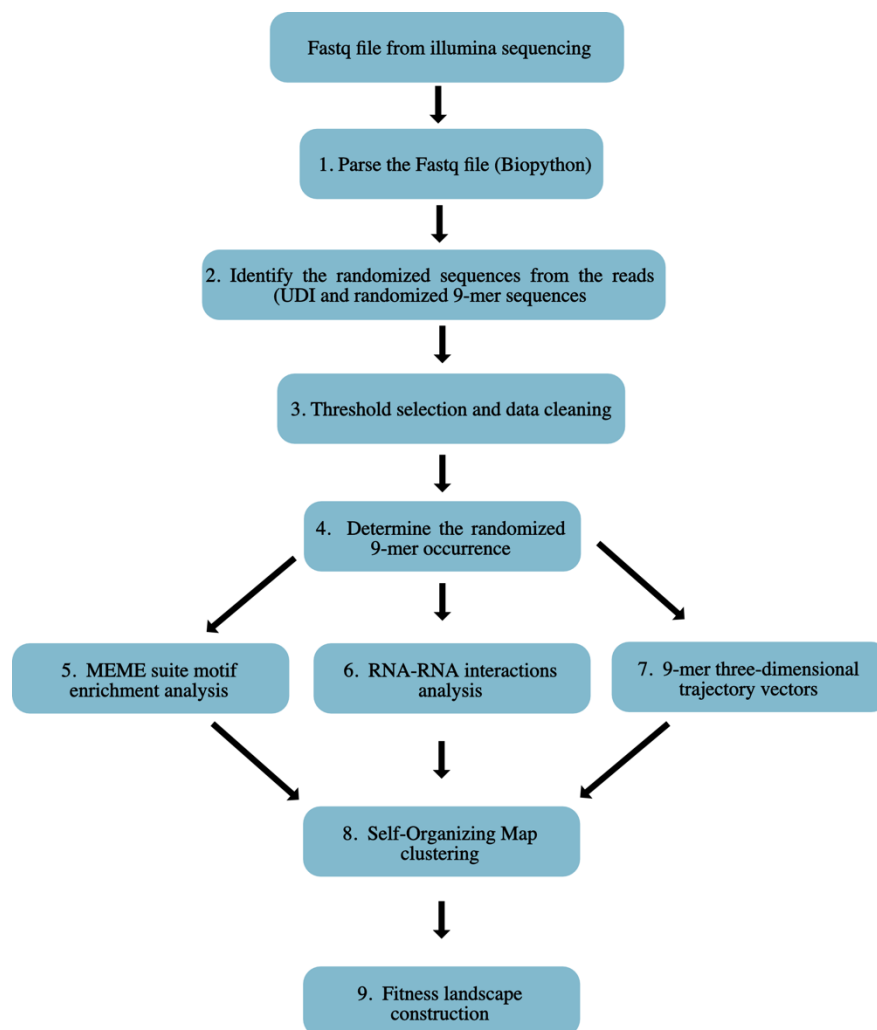 Fastq file from illumina sequencing
1. Parse the Fastq file (Biopython)
2. Identify the randomized sequences from the reads
(UDI and randomized 9-mer sequences
3. Threshold selection and data cleaning
4. Determine the randomized
9-mer occurrence
5. MEME suite motif
enrichment analysis
6. RNA-RNA interactions
analysis
7. 9-mer three-dimensional
trajectory vectors
8. Self-Organizing Map
clustering
9. Fitness landscape
construction